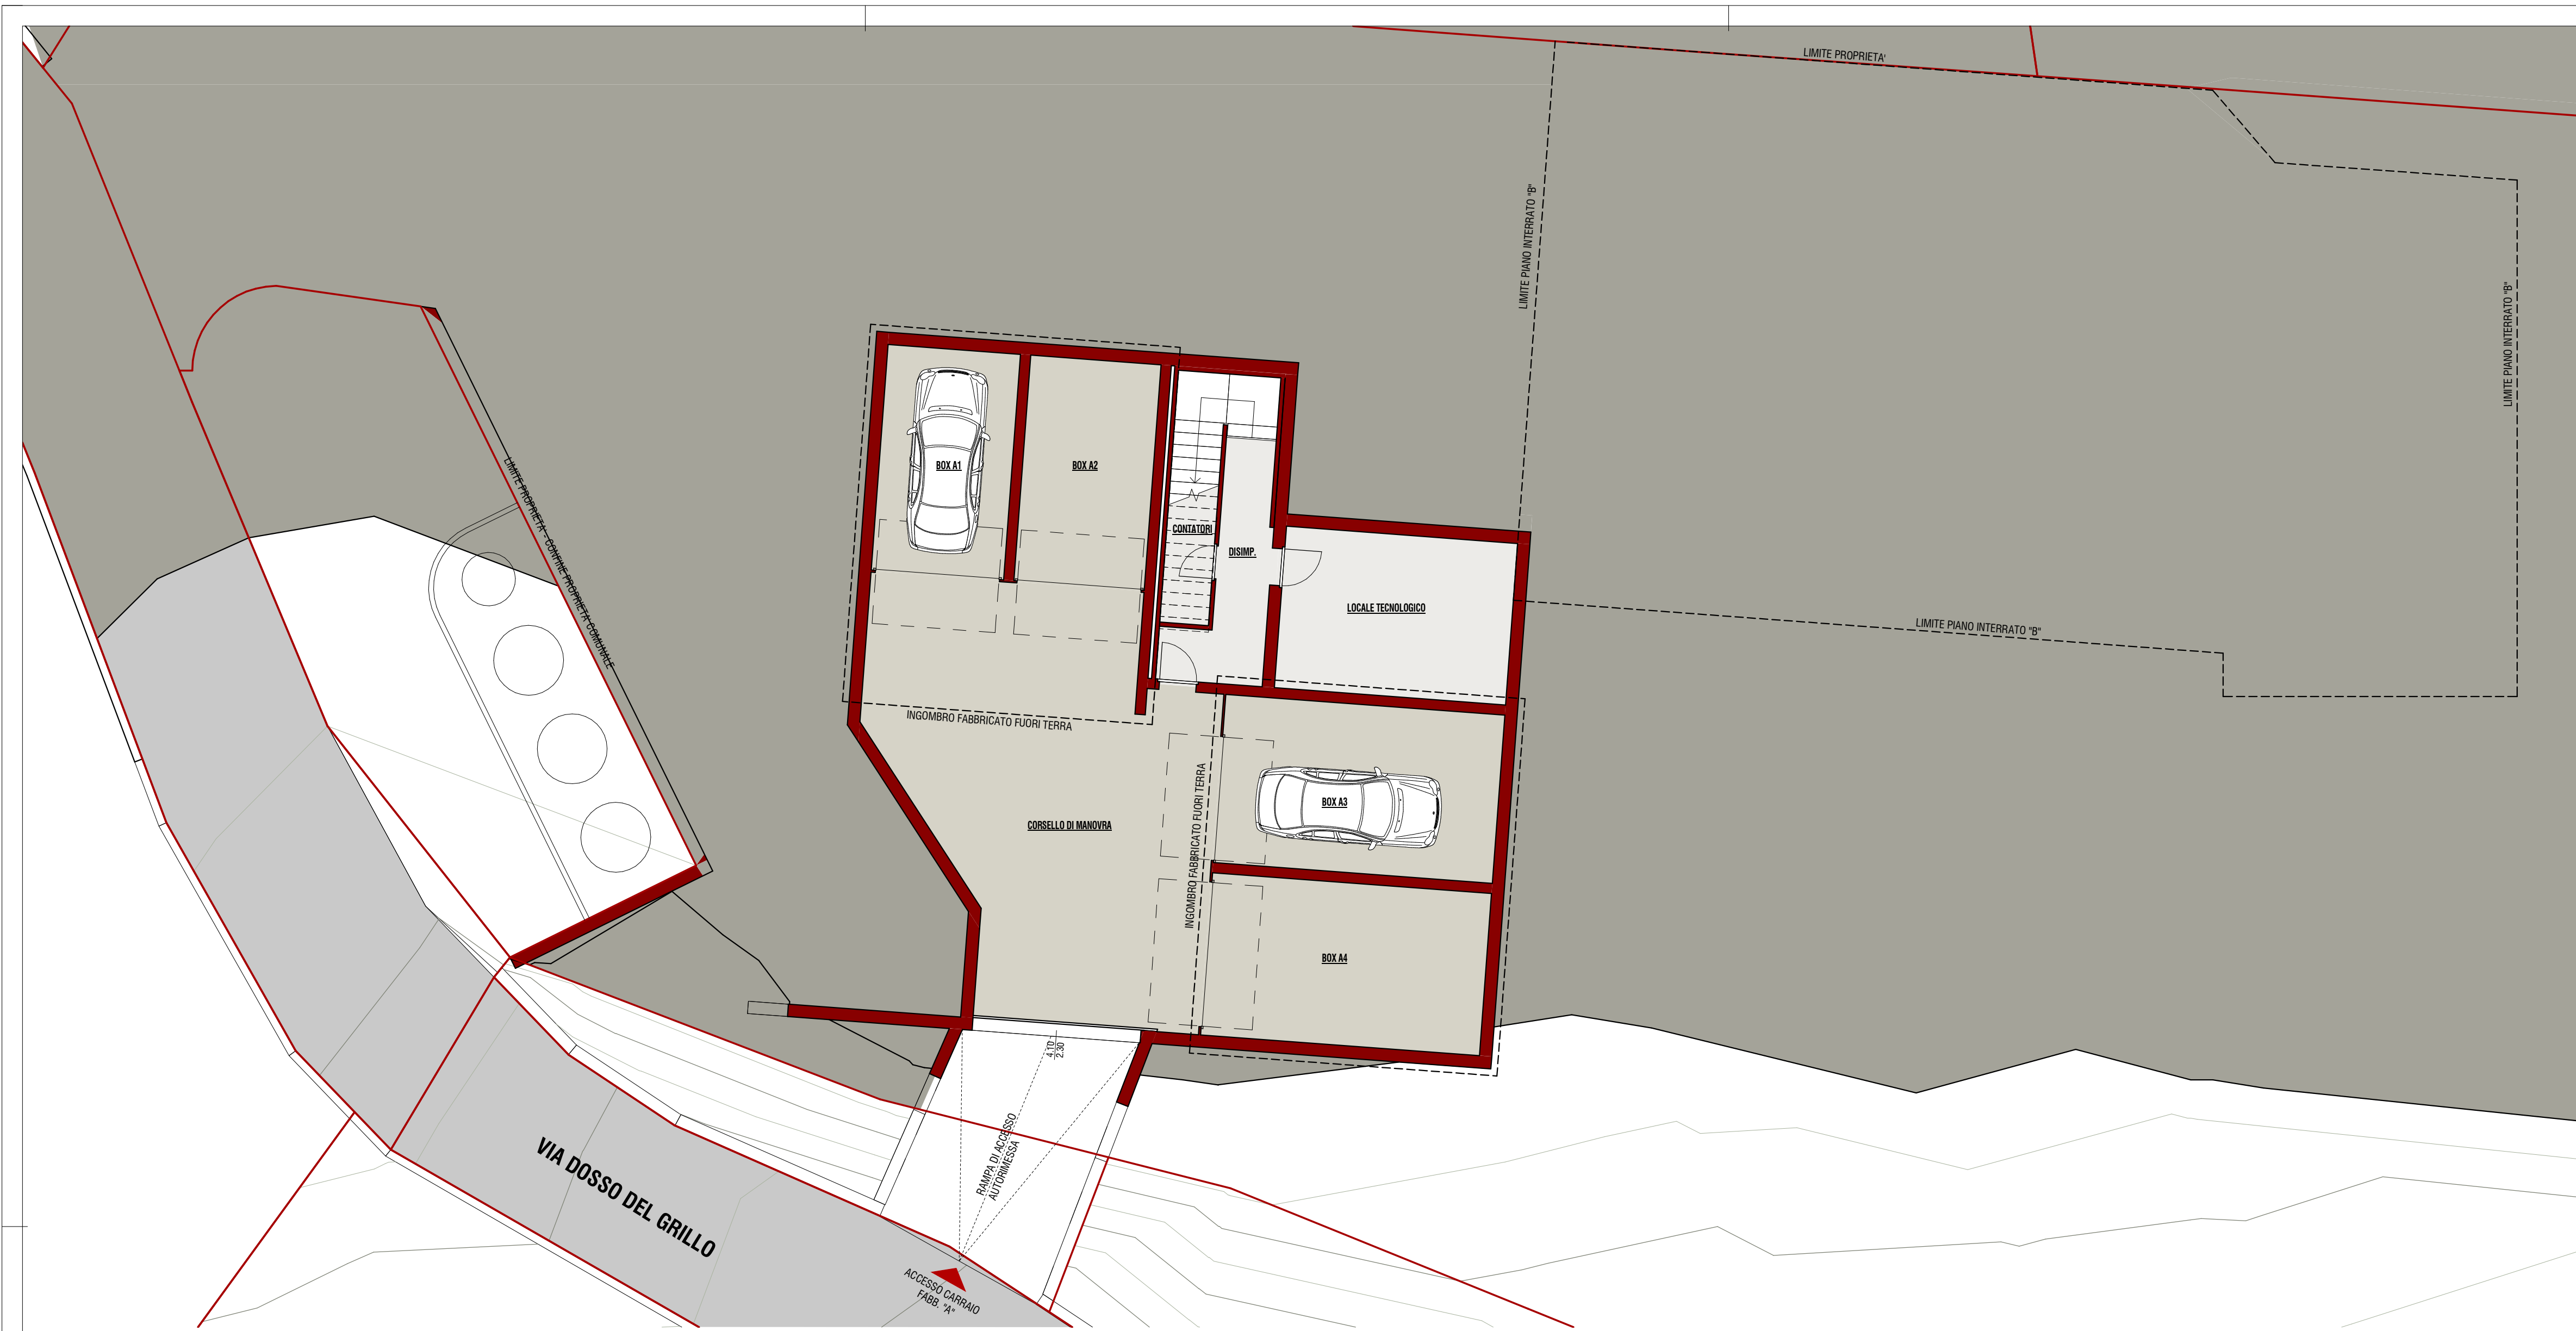 LIMITE PROPRIETA'
LIMITE PIANO INTERRATO "B"
LIMITE PIANO INTERRATO "B"
LIMITE PROPRIETA - CONFINE PROPRIETA COMUNALE
BOX A1
BOX A2
CONTATORI
DISIMP.
LOCALE TECNOLOGICO
LIMITE PIANO INTERRATO "B"
INGOMBRO FABBRICATO FUORI TERRA
INGOMBRO FABBRICATO FUORI TERRA
BOX A3
CORSELLO DI MANOVRA
BOX A4
4.10
2.30
RAMPA DI ACCESSO
AUTORIMESSA
VIA DOSSO DEL GRILLO
ACCESSO CARRAIO
FABB. "A"